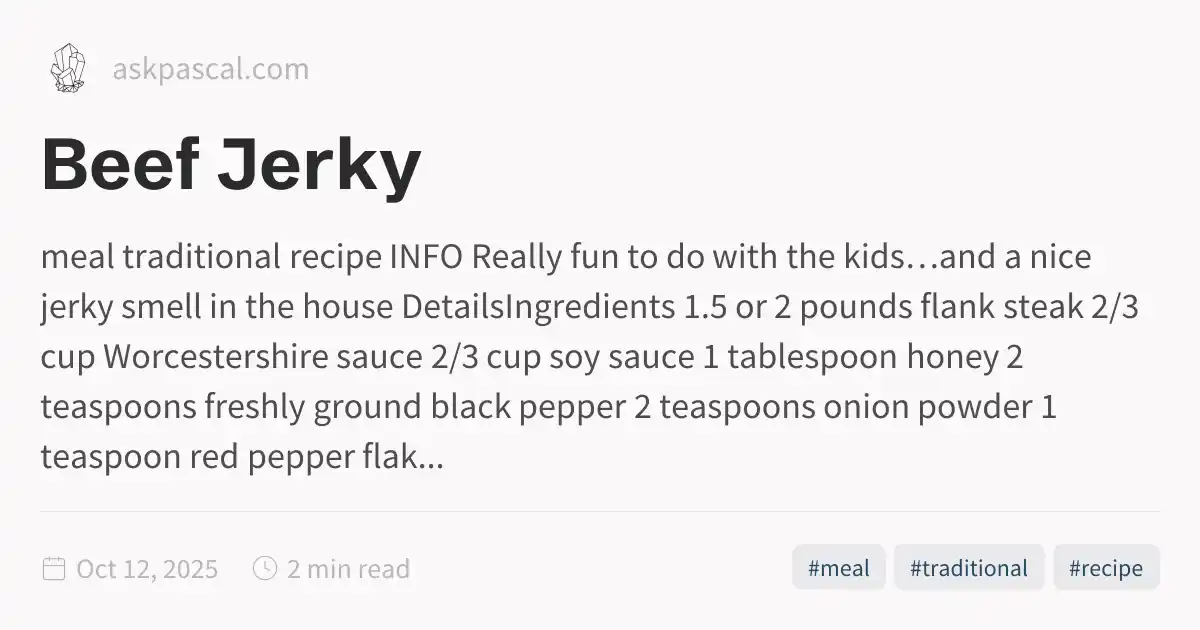 askpascal.com
Beef Jerky
meal traditional recipe INFO Really fun to do with the kids…and a nice
jerky smell in the house DetailsIngredients 1.5 or 2 pounds flank steak 2/3
cup Worcestershire sauce 2/3 cup soy sauce 1 tablespoon honey 2
teaspoons freshly ground black pepper 2 teaspoons onion powder 1
teaspoon red pepper flak...
Oct 12, 2025 2 min read #meal #traditional #recipe